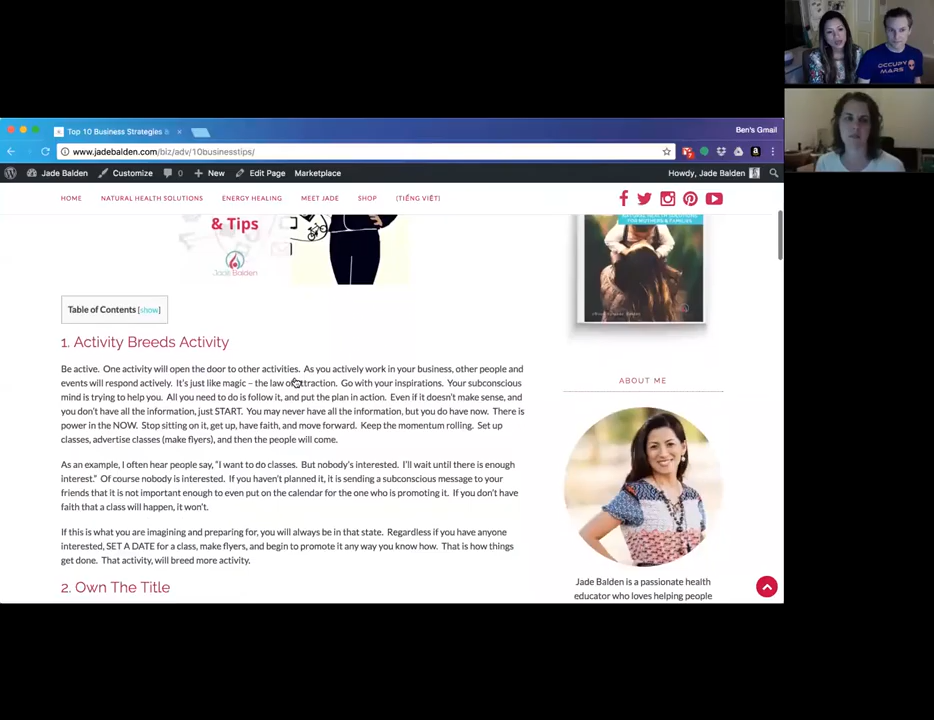 OCCUPY
MARS
Top 10 Business Strategies &
Ben's Gmail
www.jadebalden.com/biz/adv/10businesstips/
Jade Balden
Customize
0
New
Edit Page
Marketplace
Howdy, Jade Balden
HOME
NATURAL HEALTH SOLUTIONS
ENERGY HEALING
MEET JADE
SHOP
(TIẾNG VIỆT)
& Tips
Jade Balden
NATURAL HEALTH SOLUTIONS
FOR MOTHERS & FAMILIES
Table of Contents [show]
1. Activity Breeds Activity
Be active. One activity will open the door to other activities. As you actively work in your business, other people and
events will respond actively. It's just like magic – the law of attraction. Go with your inspirations. Your subconscious
mind is trying to help you. All you need to do is follow it, and put the plan in action. Even if it doesn't make sense, and
you don't have all the information, just START. You may never have all the information, but you do have now. There is
power in the NOW. Stop sitting on it, get up, have faith, and move forward. Keep the momentum rolling. Set up
classes, advertise classes (make flyers), and then the people will come.
As an example, I often hear people say, "I want to do classes. But nobody's interested. I'll wait until there is enough
interest." Of course nobody is interested. If you haven't planned it, it is sending a subconscious message to your
friends that it is not important enough to even put on the calendar for the one who is promoting it. If you don't have
faith that a class will happen, it won't.
If this is what you are imagining and preparing for, you will always be in that state. Regardless if you have anyone
interested, SET A DATE for a class, make flyers, and begin to promote it any way you know how. That is how things
get done. That activity, will breed more activity.
2. Own The Title
ABOUT ME
Jade Balden is a passionate health
educator who loves helping people